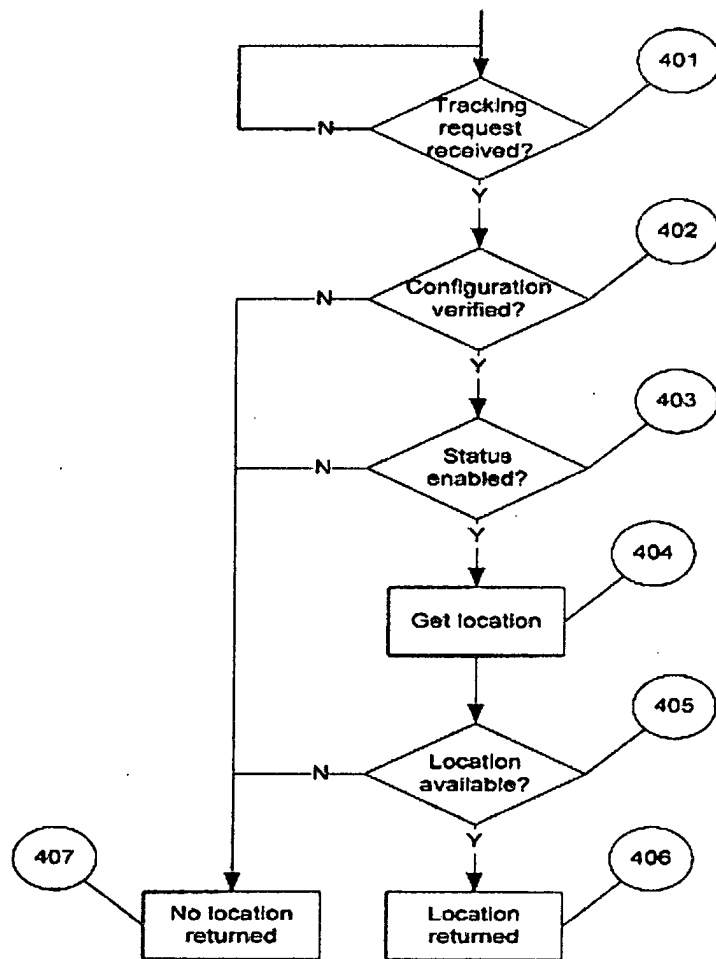 401
Tracking
request
received?
N
Y
402
Configuration
verified?
N
Y
403
Status
enabled?
N
Y
404
Get location
405
Location
available?
N
Y
407
406
No location
returned
Location
returned